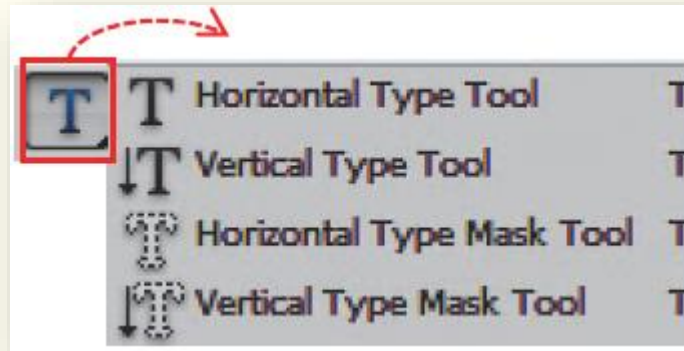 T T Horizontal Type Tool T
T Vertical Type Tool T
T Horizontal Type Mask Tool T
T Vertical Type Mask Tool T